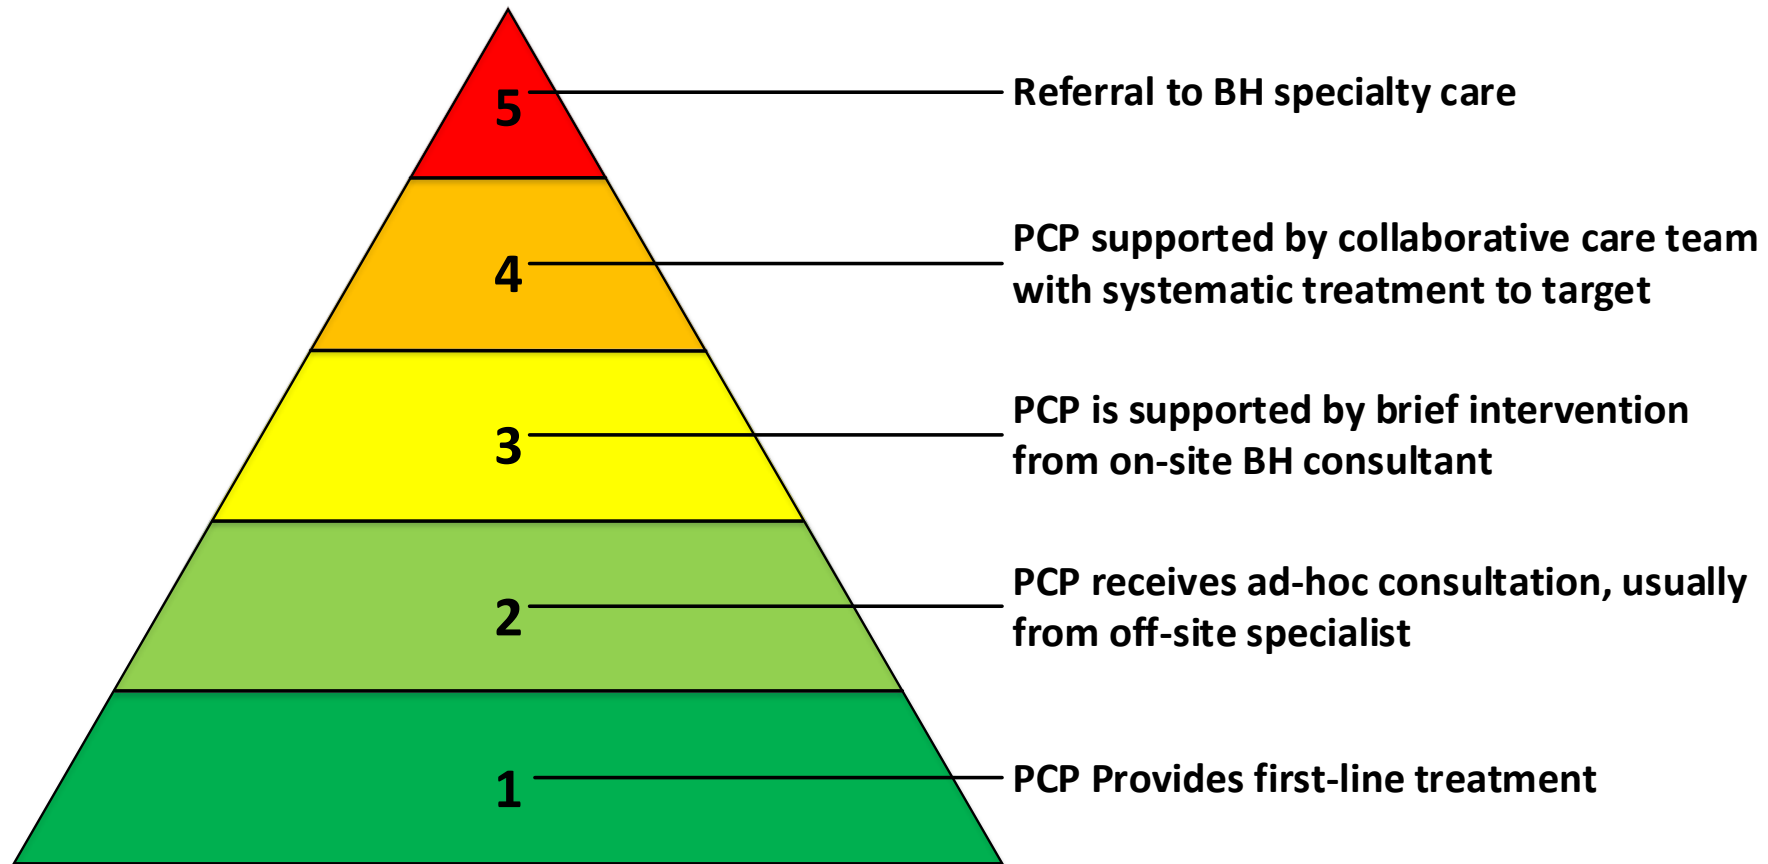 5
Referral to BH specialty care
4
PCP supported by collaborative care team
with systematic treatment to target
3
PCP is supported by brief intervention
from on-site BH consultant
2
PCP receives ad-hoc consultation, usually
from off-site specialist
1
PCP Provides first-line treatment